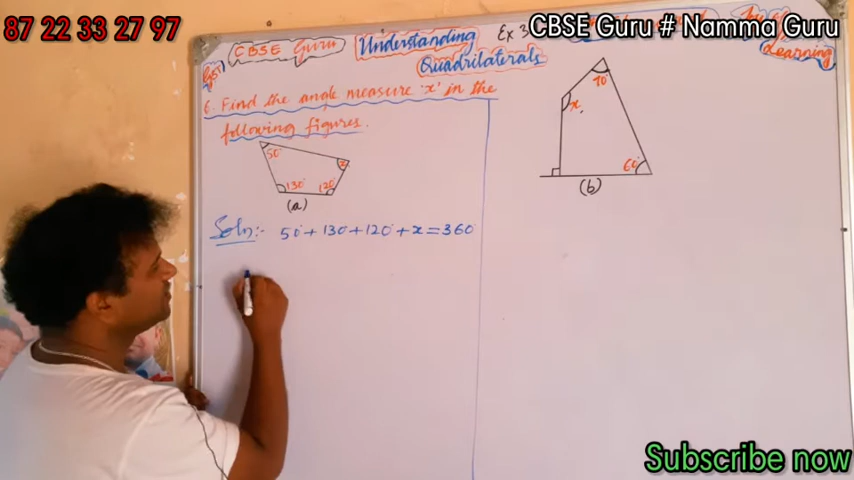 87 22 33 27 97
CBSE Guru # Namma Guru
CBSE Guru
Understanding
Quadrilaterals
Ex 3
Learning
6. Find the angle measure 'x' in the
following figures.
50°
x
130°
120°
(a)
70°
x
60°
(b)
Soln:- 50° + 130° + 120° + x = 360°
Subscribe now